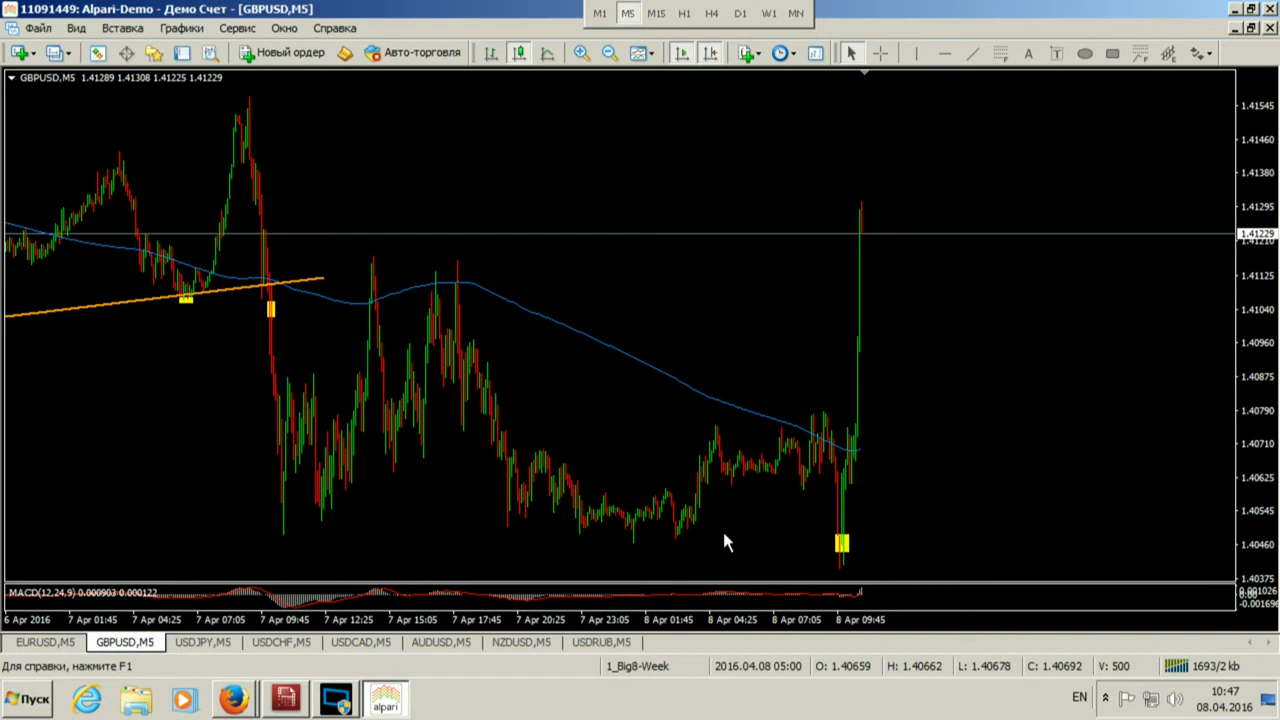 11091449: Alpari-Demo - Демо Счет - [GBPUSD,M5]
M1 M5 M15 H1 H4 D1 W1 MN
Файл Вид Вставка Графики Сервис Окно Справка
Новый ордер Авто-торговля
GBPUSD,M5 1.41289 1.41308 1.41225 1.41229
1.41545
1.41460
1.41380
1.41295
1.41229
1.41210
1.41125
1.41040
1.40960
1.40875
1.40790
1.40710
1.40625
1.40545
1.40460
1.40375
MACD(12,24,9) 0.000903 0.000122
0.001026
0.00
-0.001696
6 Apr 2016 7 Apr 01:45 7 Apr 04:25 7 Apr 07:05 7 Apr 09:45 7 Apr 12:25 7 Apr 15:05 7 Apr 17:45 7 Apr 20:25 7 Apr 23:05 8 Apr 01:45 8 Apr 04:25 8 Apr 07:05 8 Apr 09:45
EURUSD,M5 GBPUSD,M5 USDJPY,M5 USDCHF,M5 USDCAD,M5 AUDUSD,M5 NZDUSD,M5 USDRUB,M5
Для справки, нажмите F1 1_Big8-Week 2016.04.08 05:00 O: 1.40659 H: 1.40662 L: 1.40678 C: 1.40692 V: 500 1693/2 kb
Пуск alpari EN 10:47
08.04.2016